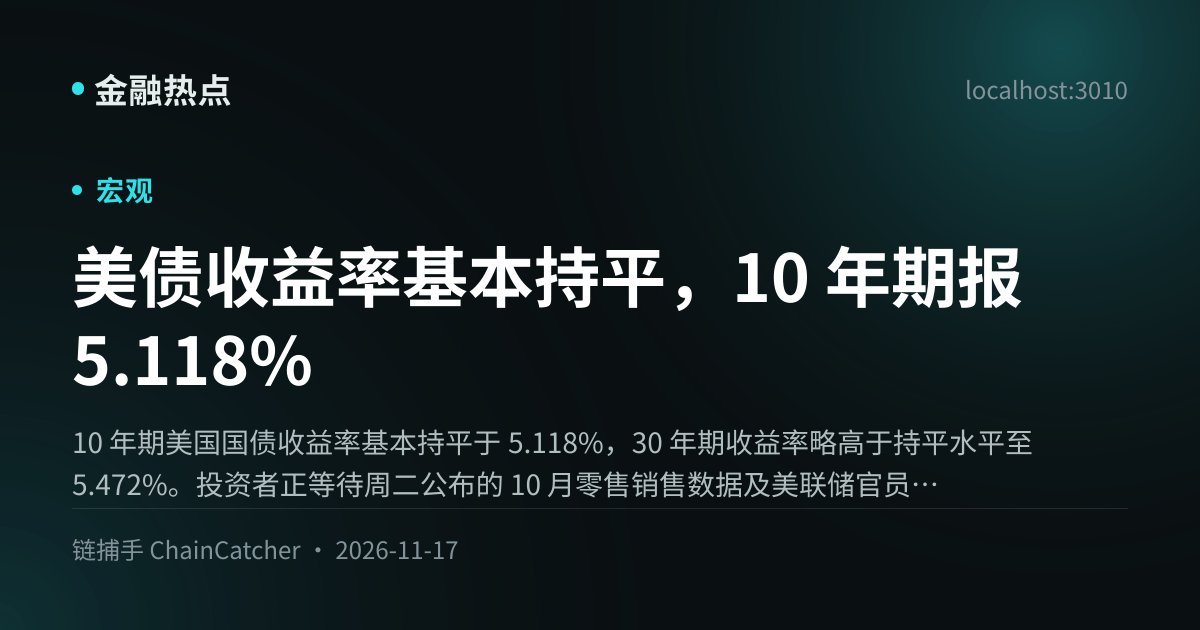 金融热点
localhost:3010
宏观
美债收益率基本持平，10 年期报
5.118%
10 年期美国国债收益率基本持平于 5.118%，30 年期收益率略高于持平水平至
5.472%。投资者正等待周二公布的 10 月零售销售数据及美联储官员…
链捕手 ChainCatcher · 2026-11-17